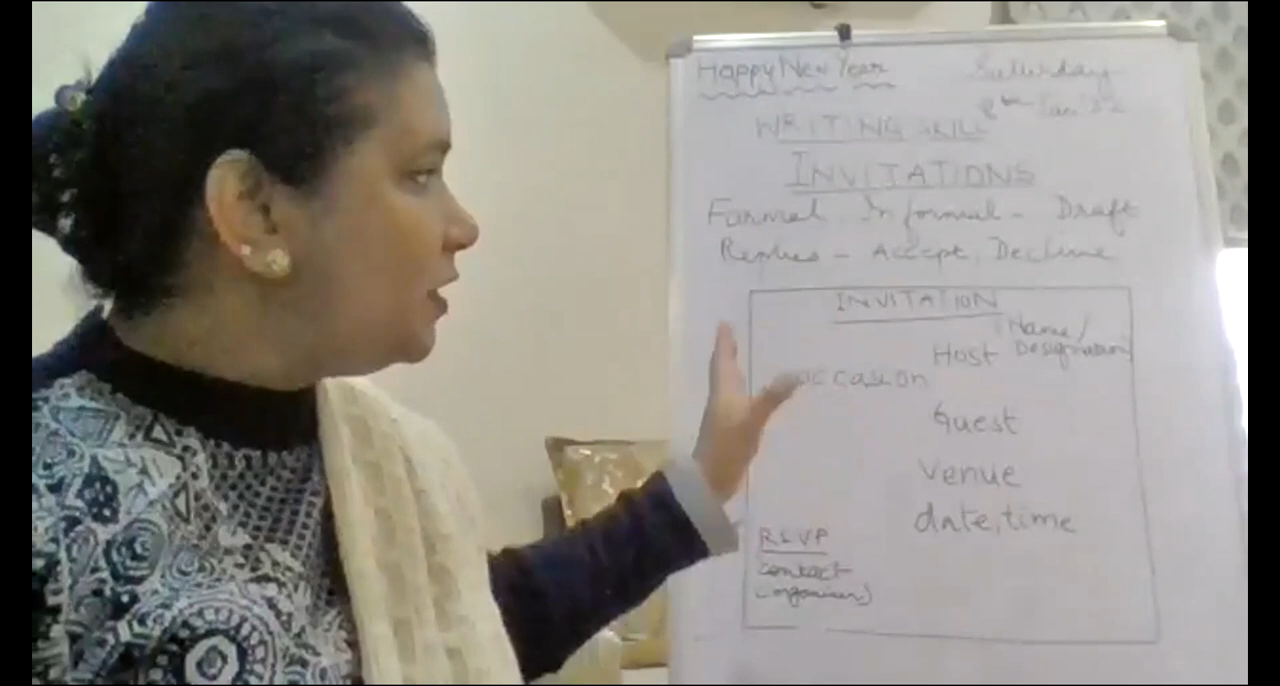 Happy New Year
Saturday
8th Jan'22
WRITING SKILL
INVITATIONS
Formal, Informal - Draft
Replies - Accept, Decline
INVITATION
Name/
Host Designation
occasion
Guest
Venue
date, time
RSVP
contact
(organiser)